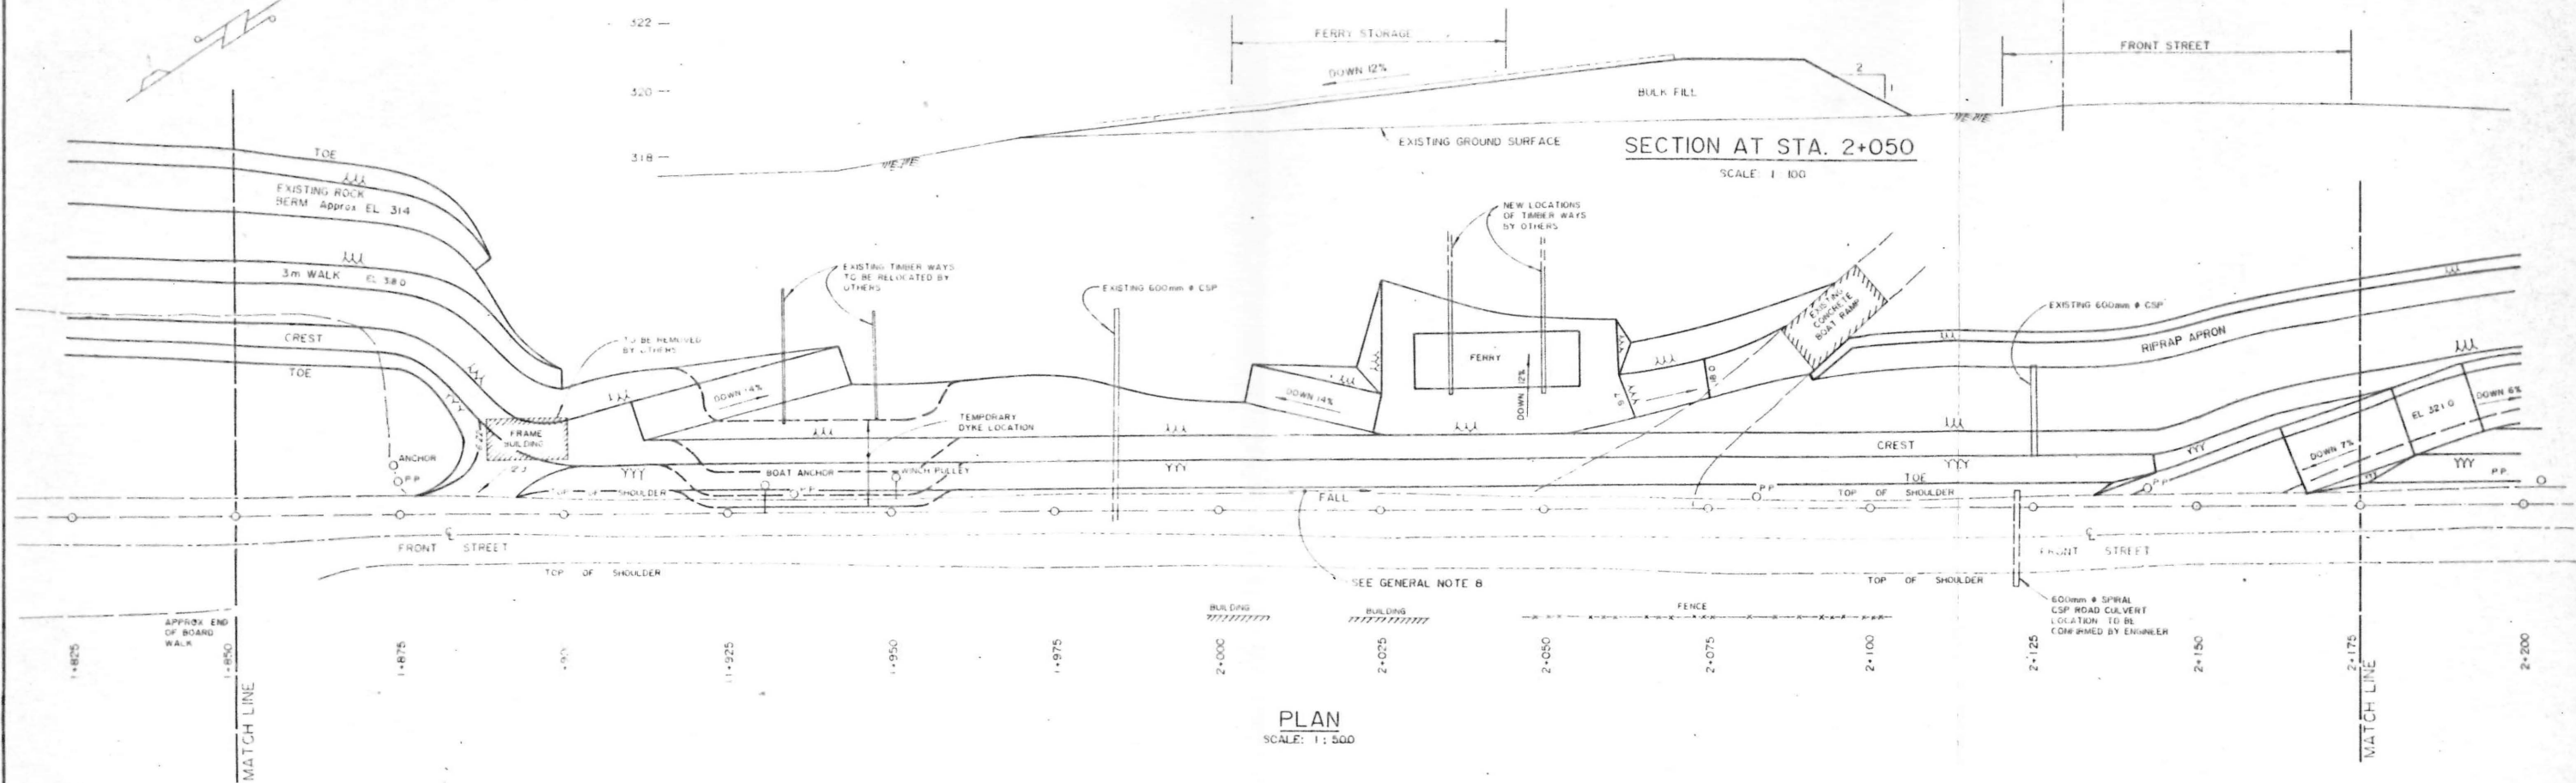 322
320
318
FERRY STORAGE
DOWN 12%
BULK FILL
2
1
FRONT STREET
EXISTING GROUND SURFACE
SECTION AT STA. 2+050
SCALE: 1:100
TOE
EXISTING ROCK
BERM Approx EL 314
3m WALK
CREST
TOE
EXISTING TIMBER WAYS
TO BE RELOCATED BY
OTHERS
EXISTING 600mm ø CSP
NEW LOCATIONS
OF TIMBER WAYS
BY OTHERS
EXISTING
CONCRETE
BOAT RAMP
EXISTING 600mm ø CSP
RIPRAP APRON
TO BE REMOVED
BY OTHERS
DOWN 14%
TEMPORARY
DYKE LOCATION
DOWN 14%
FERRY
DOWN 12%
FRAME
BUILDING
ANCHOR
P.P.
BOAT ANCHOR
WINCH PULLEY
P.P.
TOP OF SHOULDER
FALL
CREST
TOE
P.P.
TOP OF SHOULDER
P.P.
DOWN 7%
EL 321.0
DOWN 6%
P.P.
FRONT STREET
TOP OF SHOULDER
SEE GENERAL NOTE 8
FRONT STREET
TOP OF SHOULDER
BUILDING
BUILDING
FENCE
600mm ø SPIRAL
CSP ROAD CULVERT
LOCATION TO BE
CONFIRMED BY ENGINEER
APPROX END
OF BOARD
WALK
1+825
1+850
1+875
1+925
1+950
1+975
2+000
2+025
2+050
2+075
2+100
2+125
2+150
2+175
2+200
MATCH LINE
MATCH LINE
PLAN
SCALE: 1:500